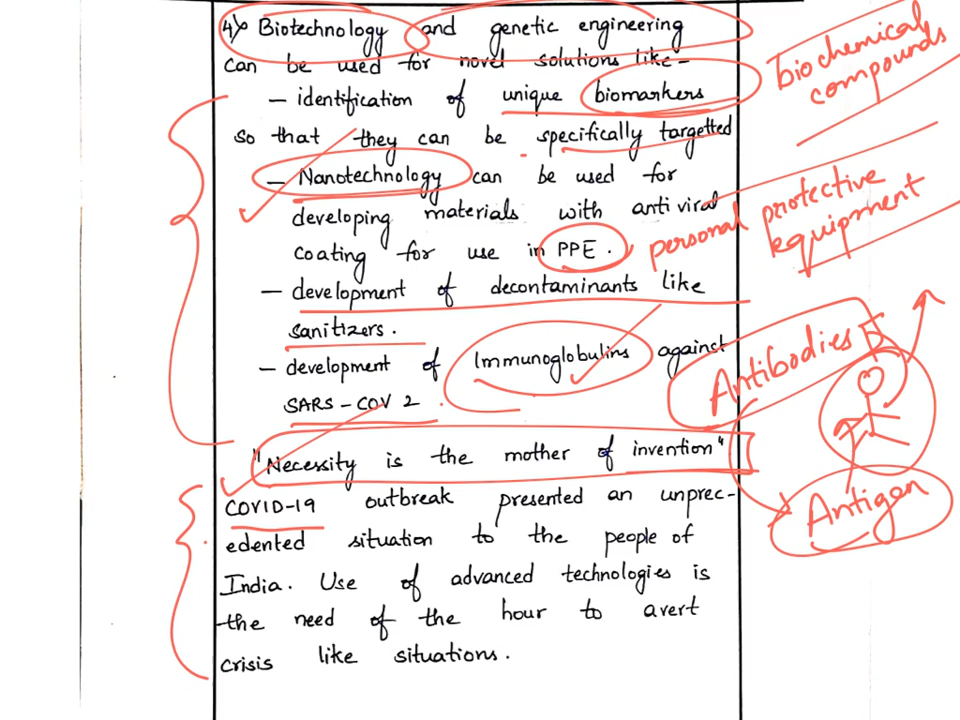 4) Biotechnology and genetic engineering
can be used for novel solutions like-
- identification of unique biomarkers
so that they can be specifically targetted
- Nanotechnology can be used for
developing materials with antiviral
coating for use in PPE.
- development of decontaminants like
sanitizers.
- development of Immunoglobulins against
SARS-COV 2
"Necessity is the mother of invention"
COVID-19 outbreak presented an unprec-
edented situation to the people of
India. Use of advanced technologies is
the need of the hour to avert
crisis like situations.
biochemical
compounds
personal protective
equipment
Antibodies
Antigen